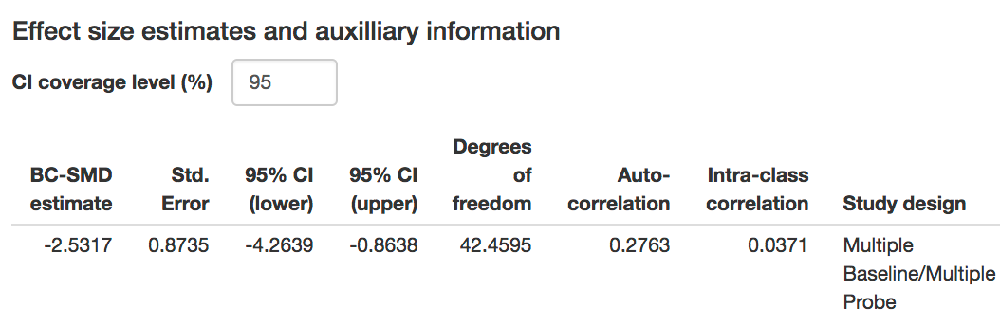 Effect size estimates and auxilliary information
CI coverage level (%) 95
Degrees
BC-SMD Std. 95% CI 95% CI of Auto- Intra-class
estimate Error (lower) (upper) freedom correlation correlation Study design
-2.5317 0.8735 -4.2639 -0.8638 42.4595 0.2763 0.0371 Multiple
Baseline/Multiple
Probe